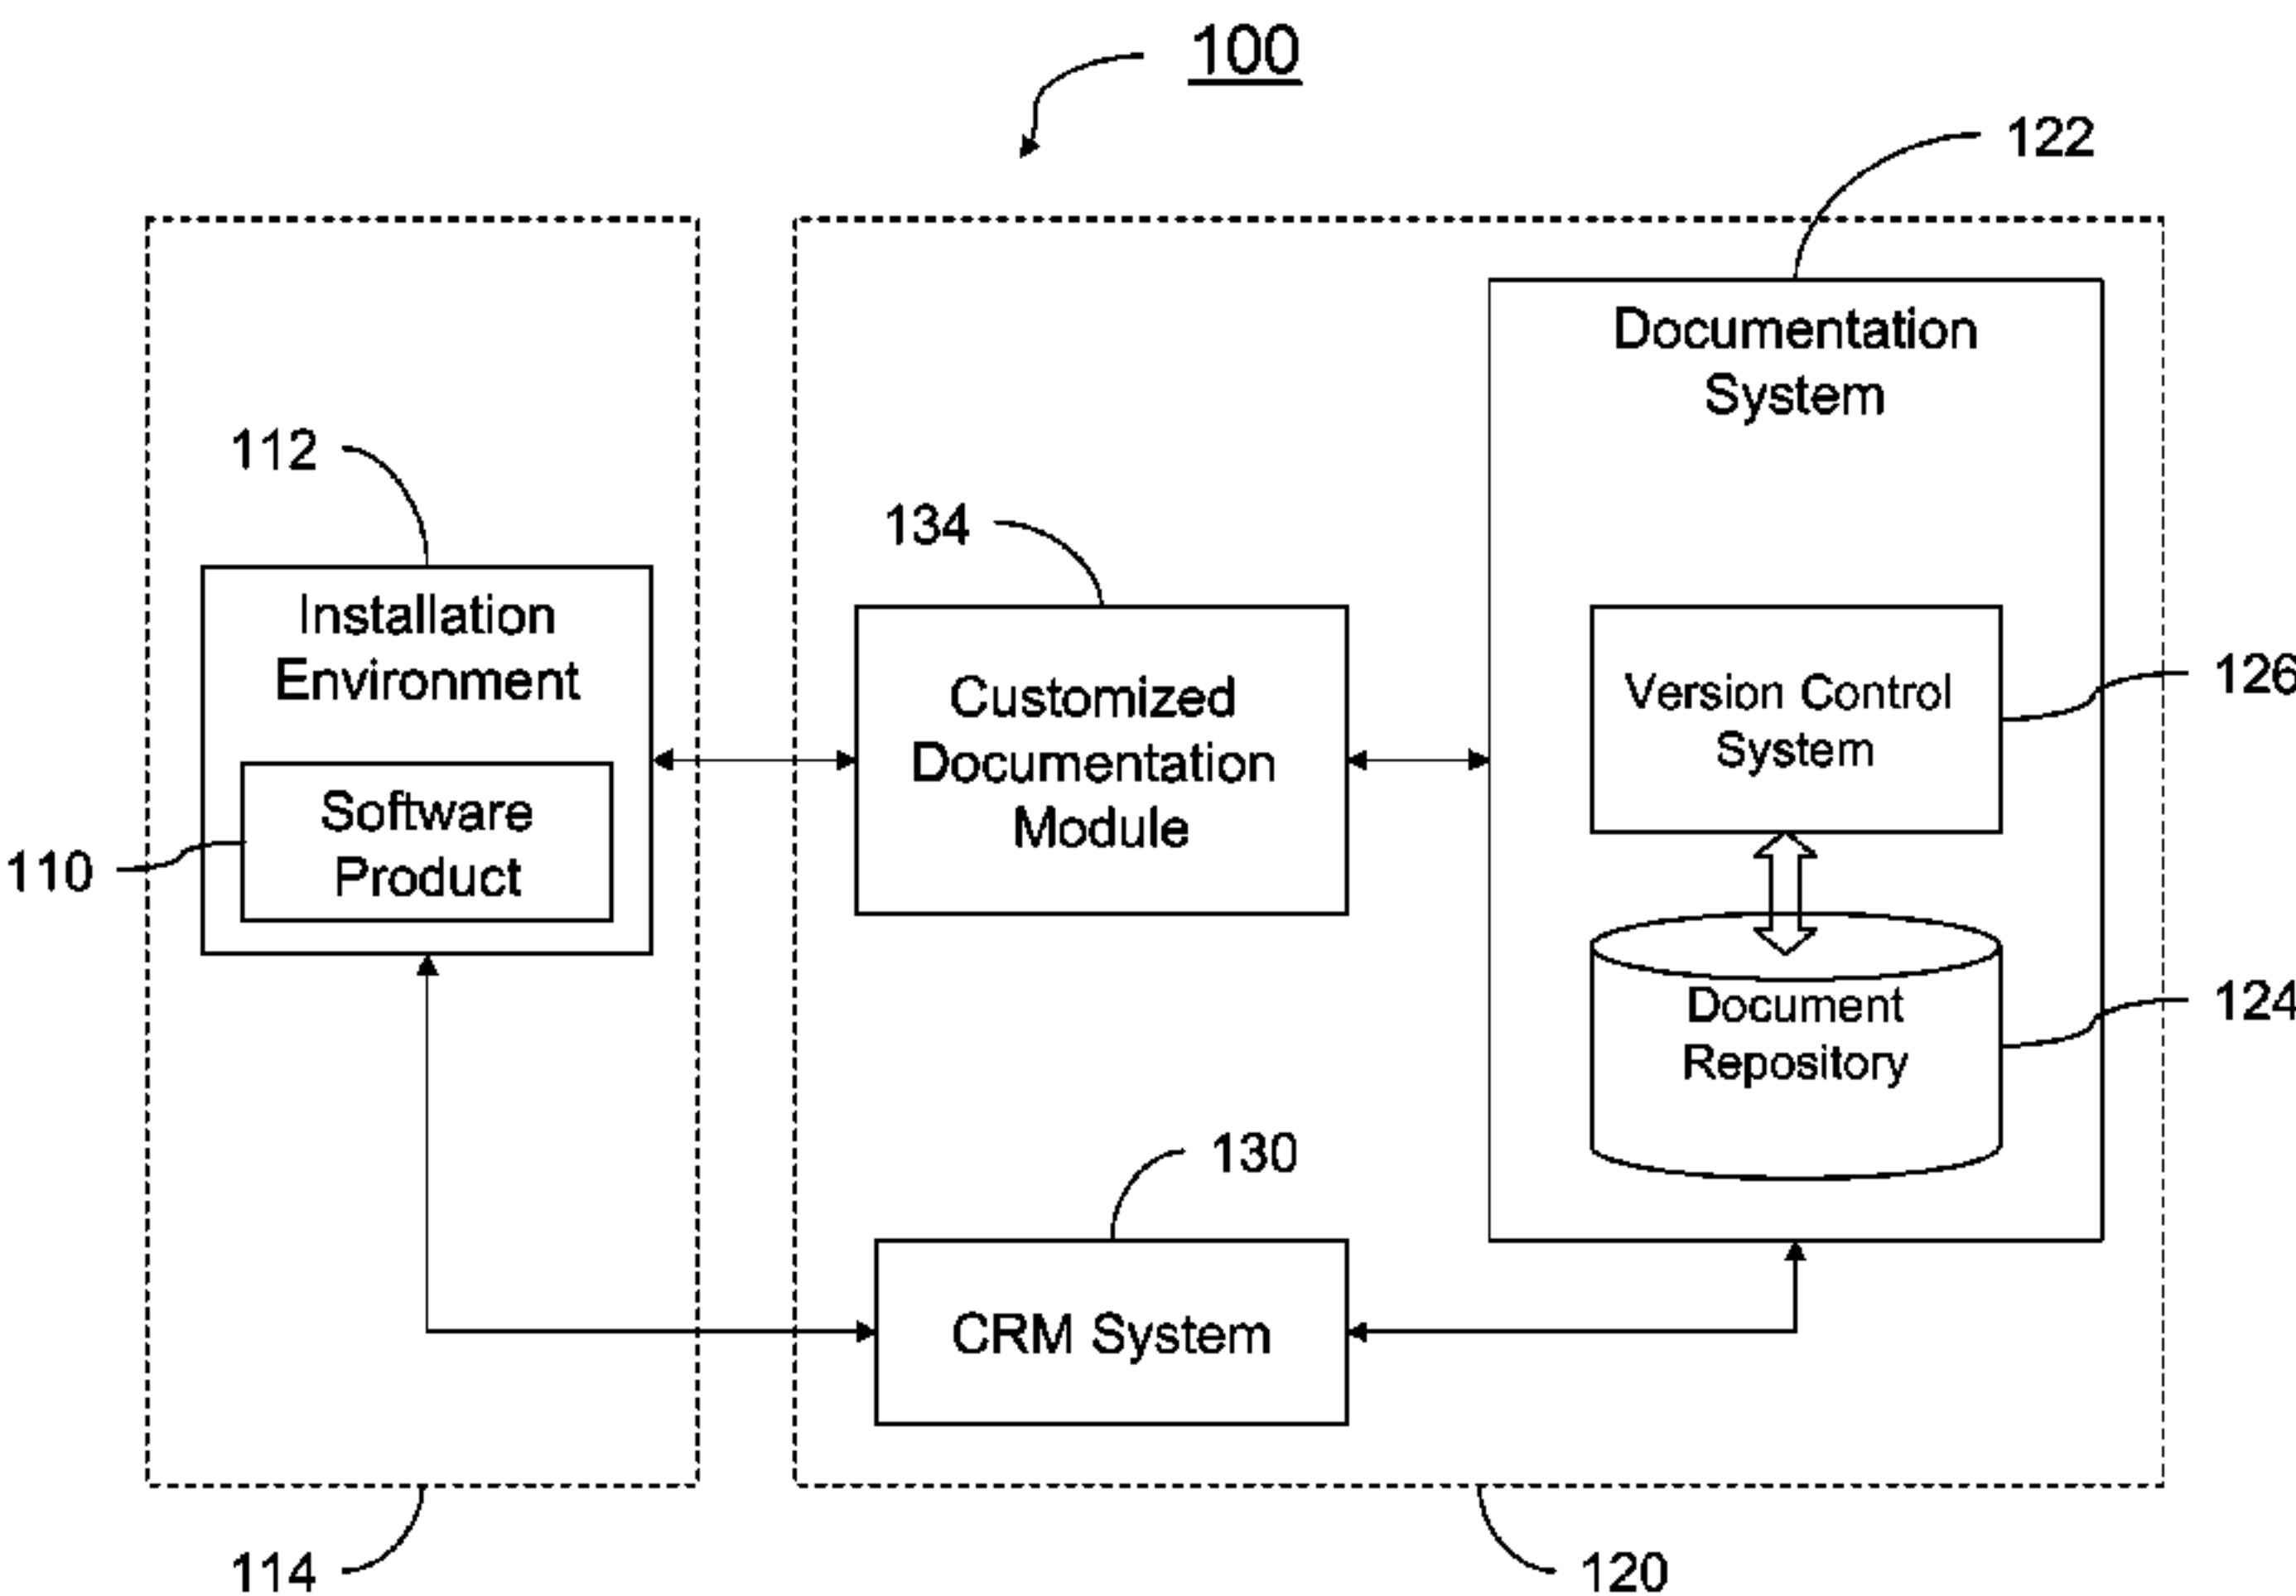 100
122
Documentation
System
112
134
Installation
Environment
Customized
Documentation
Module
Version Control
System
126
Software
Product
110
Document
Repository
124
130
CRM System
114
120